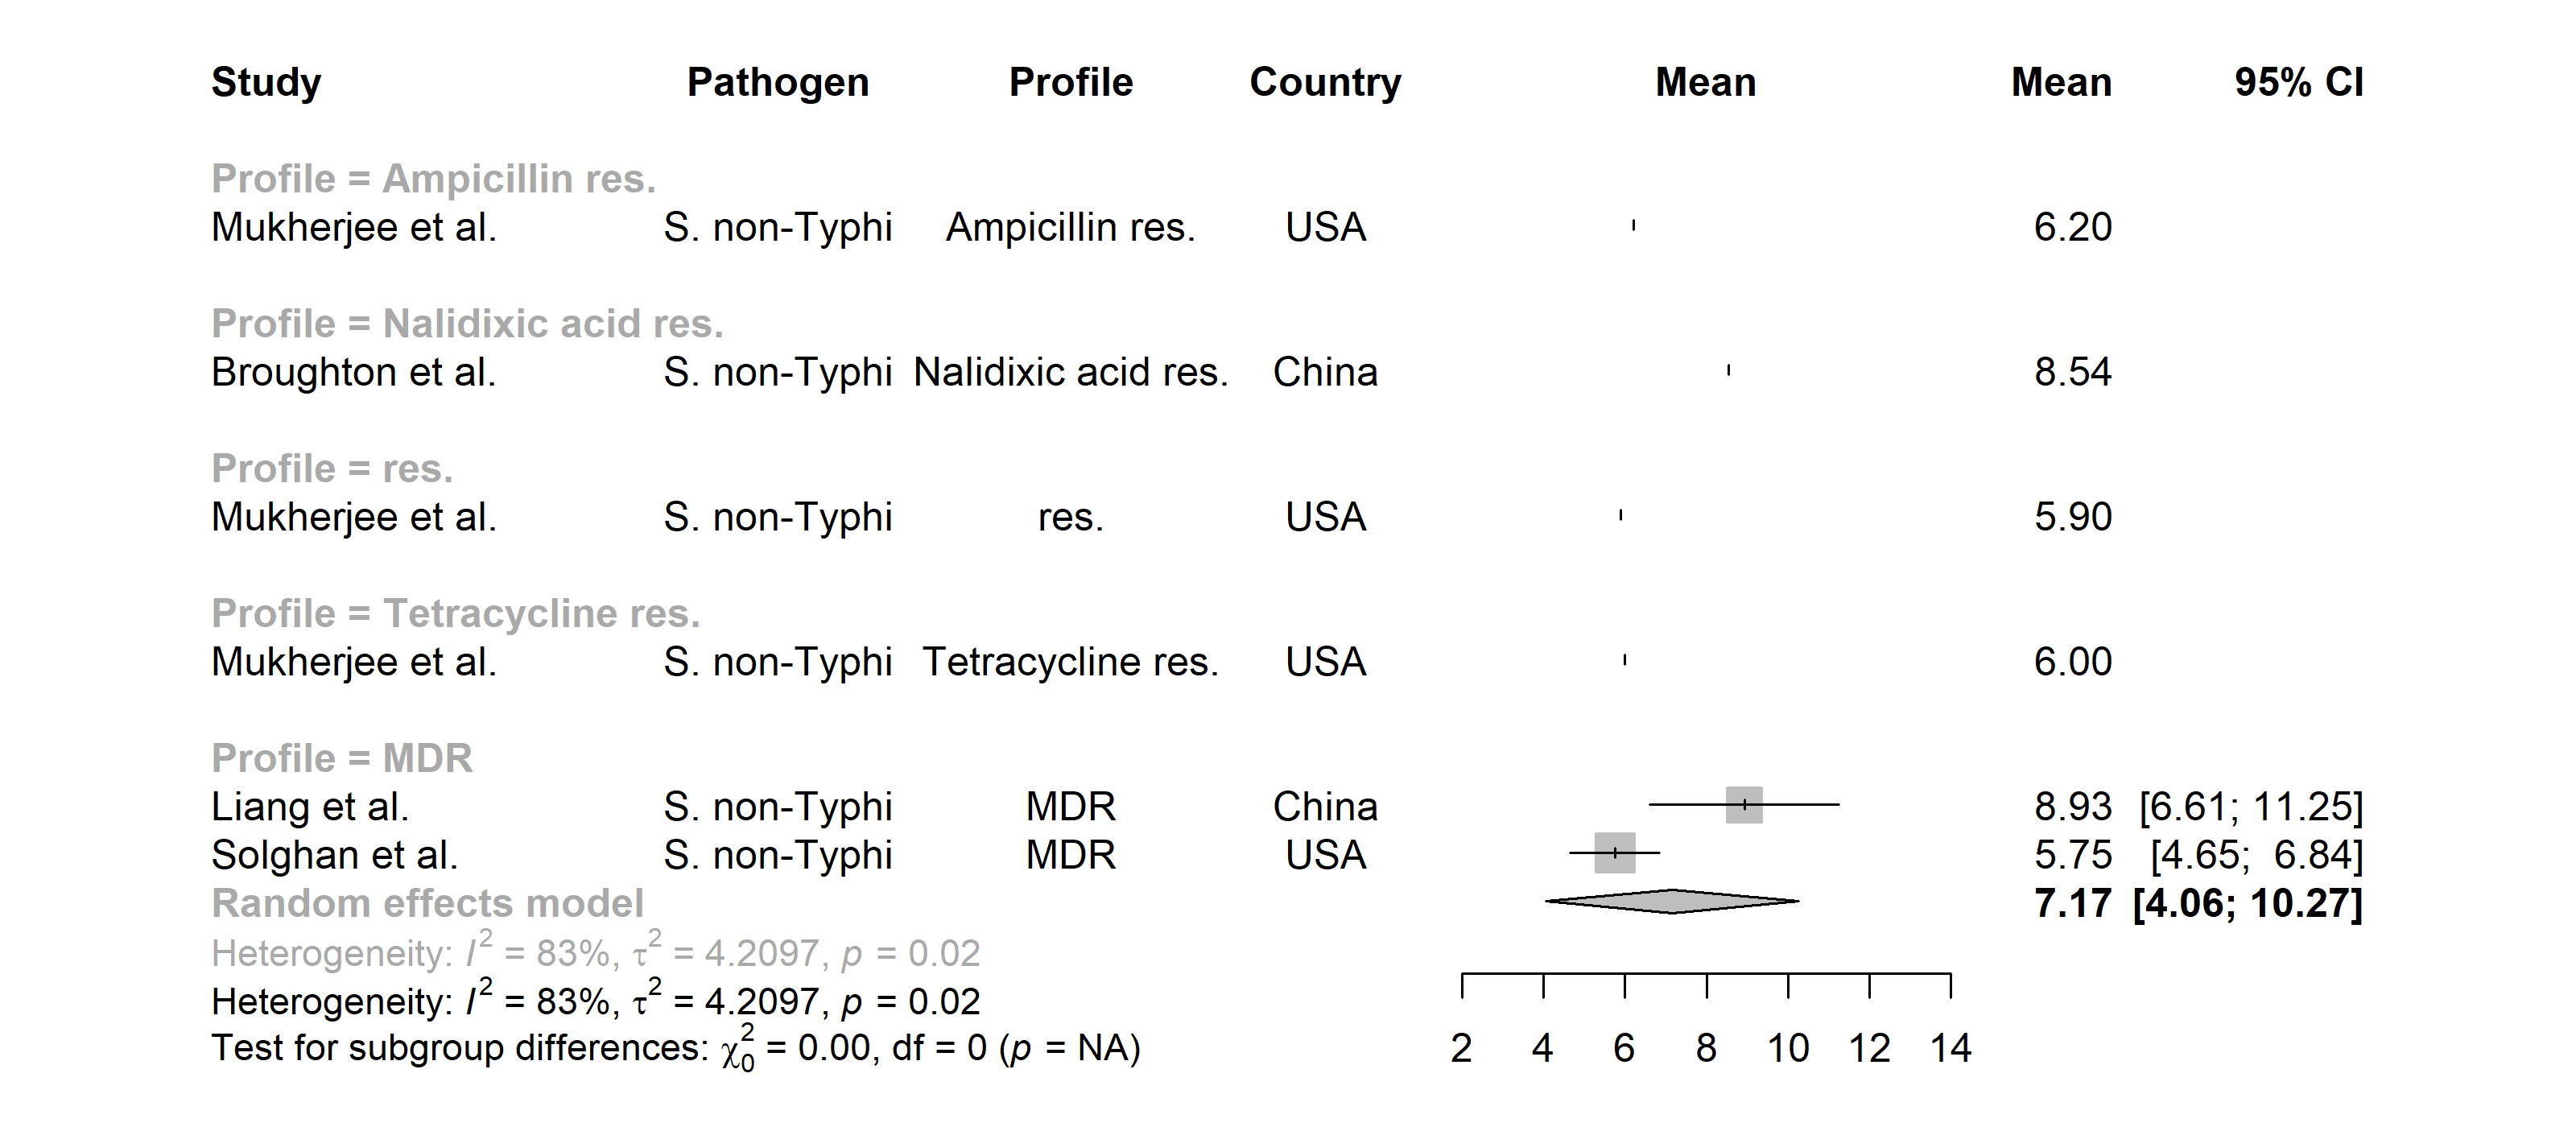 Study Pathogen Profile Country Mean Mean 95% CI
Profile = Ampicillin res.
Mukherjee et al. S. non-Typhi Ampicillin res. USA 6.20
Profile = Nalidixic acid res.
Broughton et al. S. non-Typhi Nalidixic acid res. China 8.54
Profile = res.
Mukherjee et al. S. non-Typhi res. USA 5.90
Profile = Tetracycline res.
Mukherjee et al. S. non-Typhi Tetracycline res. USA 6.00
Profile = MDR
Liang et al. S. non-Typhi MDR China 8.93 [6.61; 11.25]
Solghan et al. S. non-Typhi MDR USA 5.75 [4.65; 6.84]
Random effects model 7.17 [4.06; 10.27]
Heterogeneity: I² = 83%, τ² = 4.2097, p = 0.02
Heterogeneity: I² = 83%, τ² = 4.2097, p = 0.02
Test for subgroup differences: χ²₀ = 0.00, df = 0 (p = NA)
2 4 6 8 10 12 14